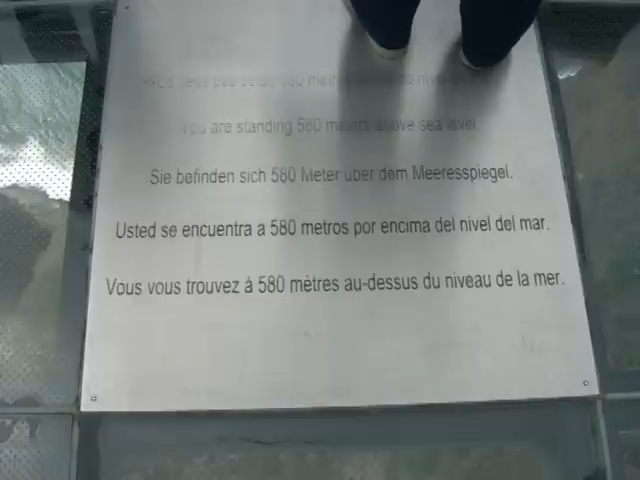 580
You are standing 580 meters above sea level.
Sie befinden sich 580 Meter über dem Meeresspiegel.
Usted se encuentra a 580 metros por encima del nivel del mar.
Vous vous trouvez à 580 mètres au-dessus du niveau de la mer.